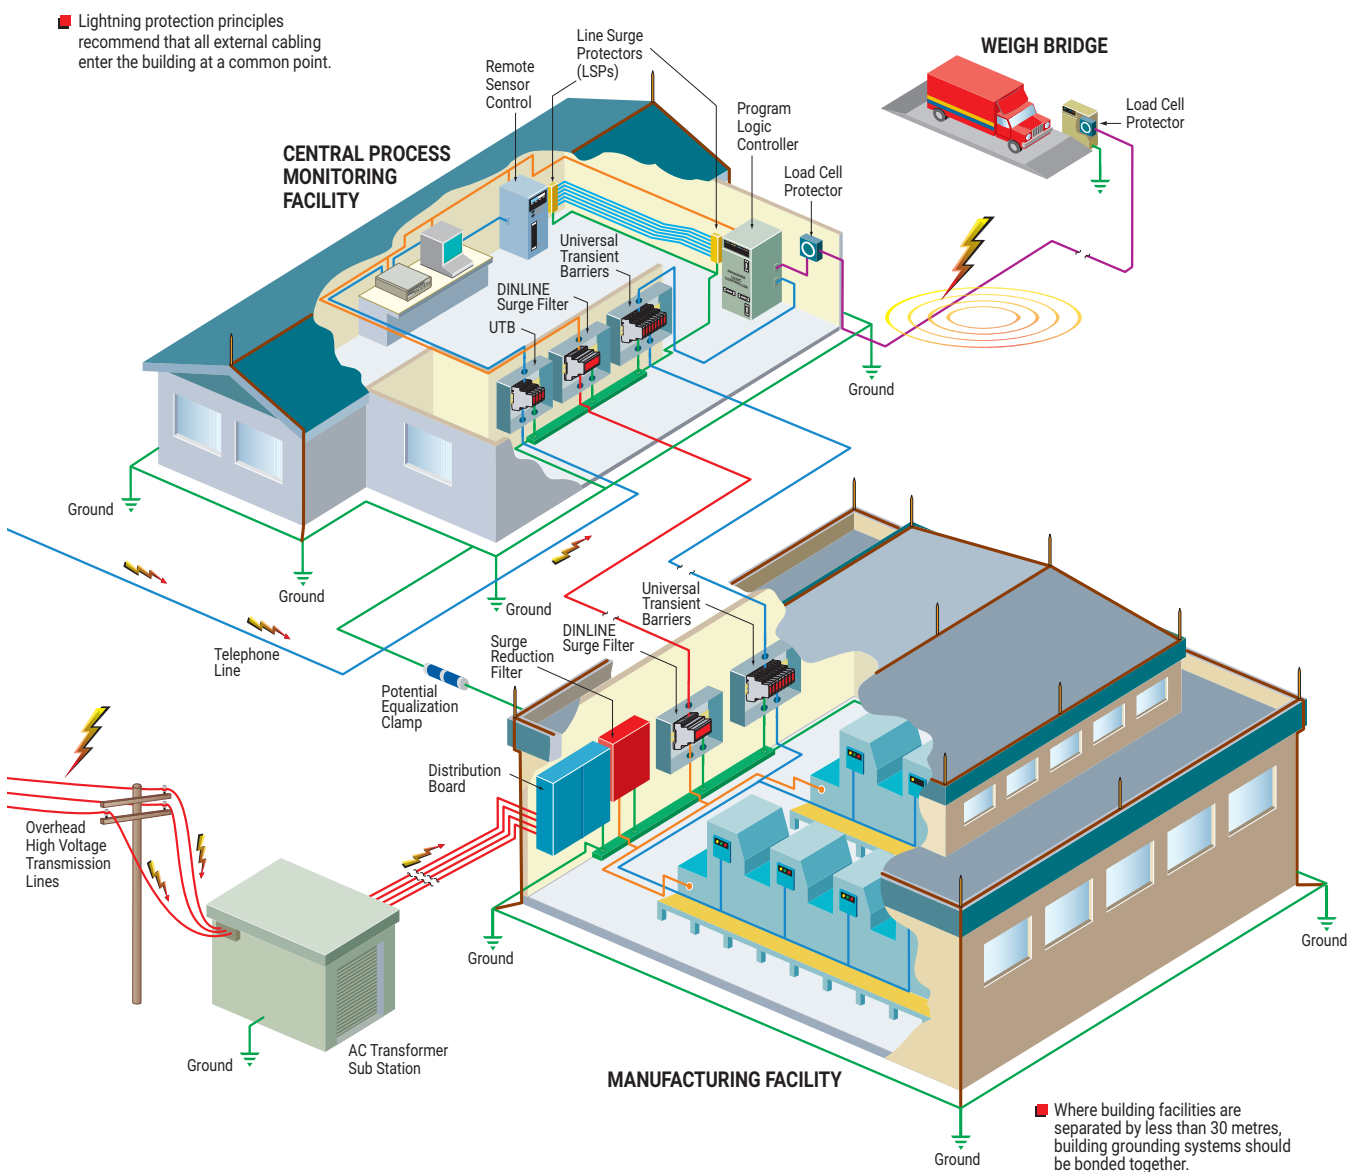 Lightning protection principles
recommend that all external cabling
enter the building at a common point.
Line Surge
Protectors
(LSPs)
WEIGH BRIDGE
Remote
Sensor
Control
Program
Logic
Controller
Load Cell
Protector
CENTRAL PROCESS
MONITORING
FACILITY
Load Cell
Protector
Universal
Transient
Barriers
DINLINE
Surge Filter
UTB
Ground
Ground
Ground
Ground
Telephone
Line
Universal
Transient
Barriers
DINLINE
Surge Filter
Surge
Reduction
Filter
Potential
Equalization
Clamp
Distribution
Board
Overhead
High Voltage
Transmission
Lines
Ground
Ground
Ground
AC Transformer
Sub Station
MANUFACTURING FACILITY
Where building facilities are
separated by less than 30 metres,
building grounding systems should
be bonded together.
Ground